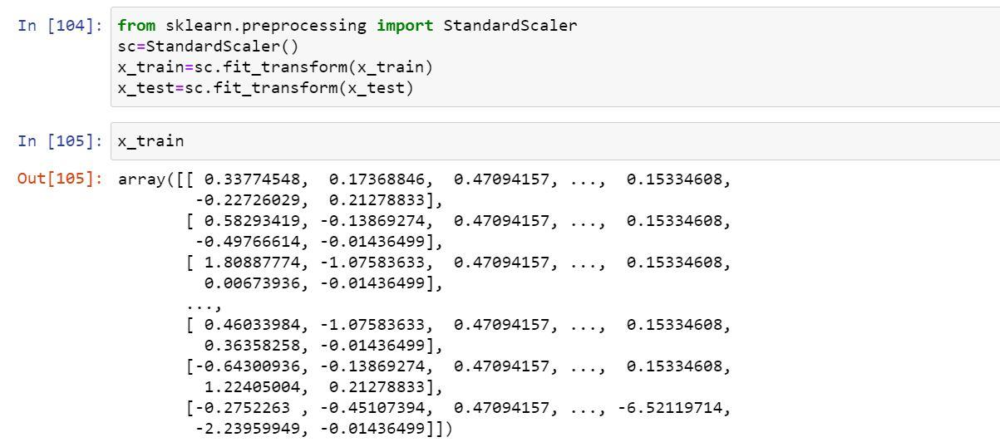 In [104]: from sklearn.preprocessing import StandardScaler
sc=StandardScaler()
x_train=sc.fit_transform(x_train)
x_test=sc.fit_transform(x_test)
In [105]: x_train
Out[105]: array([[ 0.33774548,  0.17368846,  0.47094157, ...,  0.15334608,
-0.22726029,  0.21278833],
[ 0.58293419, -0.13869274,  0.47094157, ...,  0.15334608,
-0.49766614, -0.01436499],
[ 1.80887774, -1.07583633,  0.47094157, ...,  0.15334608,
0.00673936, -0.01436499],
...,
[ 0.46033984, -1.07583633,  0.47094157, ...,  0.15334608,
0.36358258, -0.01436499],
[-0.64300936, -0.13869274,  0.47094157, ...,  0.15334608,
1.22405004,  0.21278833],
[-0.2752263 , -0.45107394,  0.47094157, ..., -6.52119714,
-2.23959949, -0.01436499]])